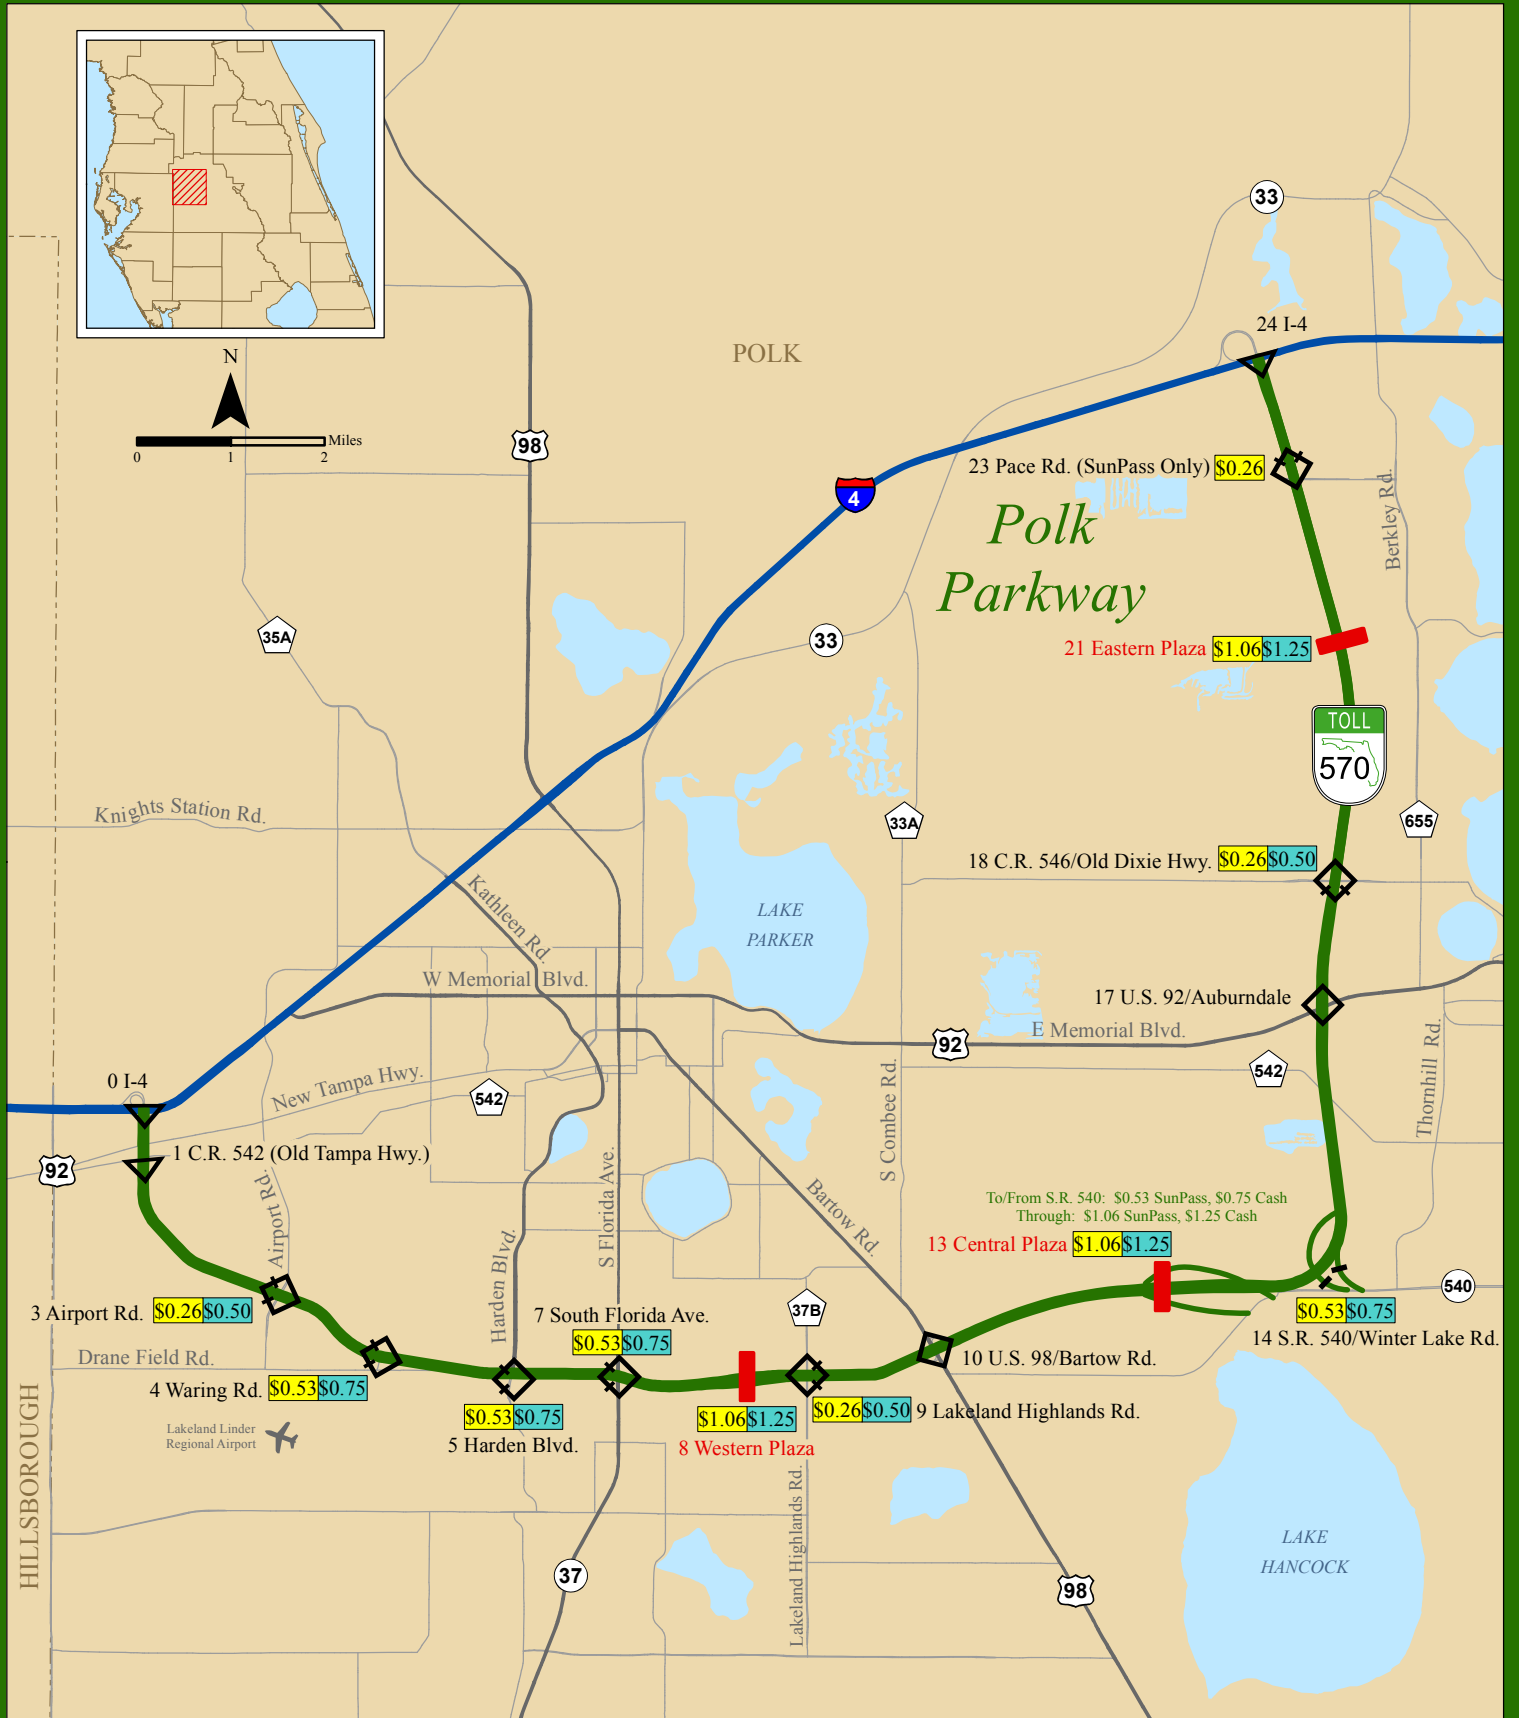 33
24 I-4
N
POLK
Miles
0 1 2
98
23 Pace Rd. (SunPass Only) $0.26
4
Polk
Parkway
Berkley Rd.
35A
33
21 Eastern Plaza $1.06 $1.25
TOLL
570
Knights Station Rd.
33A
655
18 C.R. 546/Old Dixie Hwy. $0.26 $0.50
Kathleen Rd.
LAKE
PARKER
W Memorial Blvd.
17 U.S. 92/Auburndale
E Memorial Blvd.
92
0 I-4
New Tampa Hwy.
542
S Combee Rd.
542
Thornhill Rd.
1 C.R. 542 (Old Tampa Hwy.)
92
Airport Rd.
S Florida Ave.
Bartow Rd.
To/From S.R. 540: $0.53 SunPass, $0.75 Cash
Through: $1.06 SunPass, $1.25 Cash
13 Central Plaza $1.06 $1.25
Harden Blvd.
540
3 Airport Rd. $0.26 $0.50
7 South Florida Ave.
$0.53 $0.75
37B
$0.53 $0.75
14 S.R. 540/Winter Lake Rd.
Drane Field Rd.
10 U.S. 98/Bartow Rd.
4 Waring Rd. $0.53 $0.75
$0.53 $0.75
5 Harden Blvd.
$1.06 $1.25
8 Western Plaza
$0.26 $0.50 9 Lakeland Highlands Rd.
Lakeland Linder
Regional Airport
HILLSBOROUGH
Lakeland Highlands Rd.
LAKE
HANCOCK
37
98